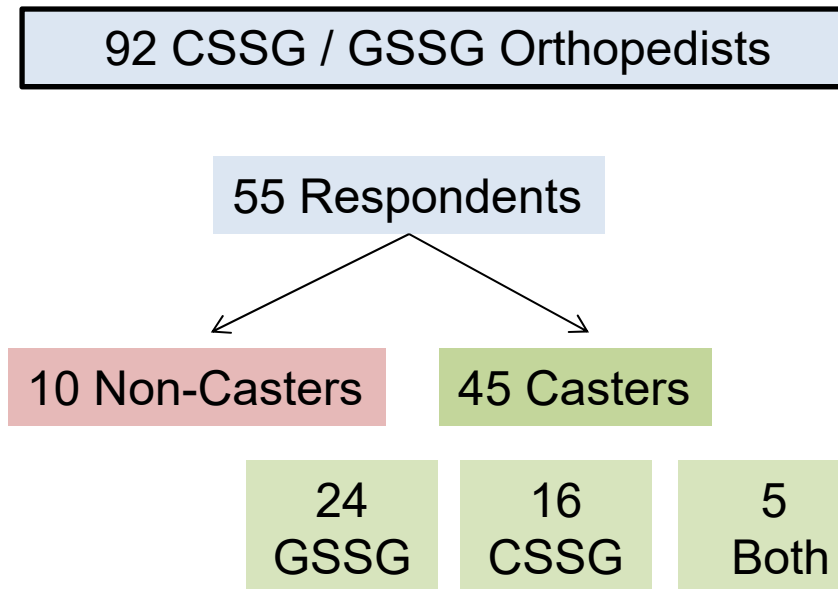 92 CSSG / GSSG Orthopedists
55 Respondents
10 Non-Casters
45 Casters
24
GSSG
16
CSSG
5
Both